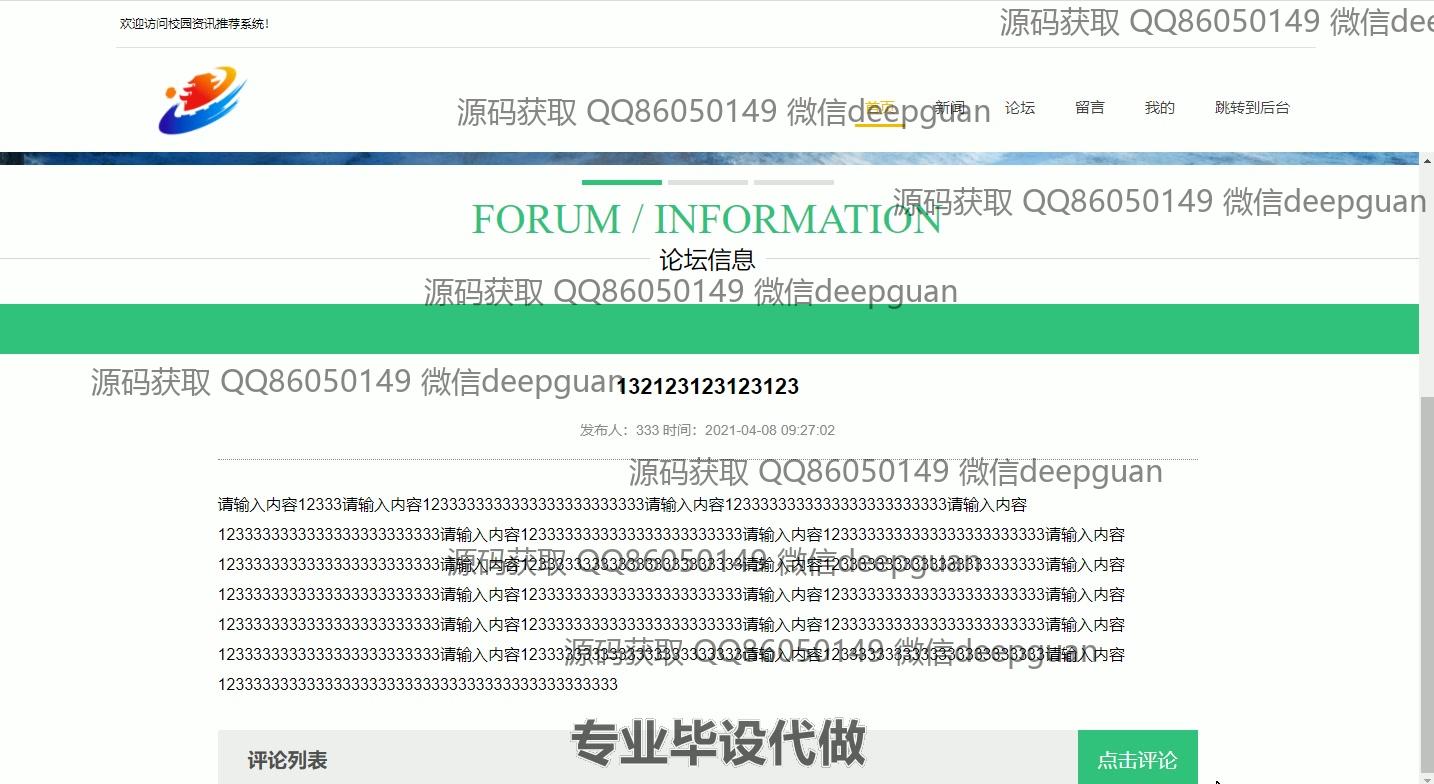 欢迎访问校园资讯推荐系统！
源码获取 QQ86050149 微信dee
源码获取 QQ86050149 微信deepguan
首页 新闻 论坛 留言 我的 跳转到后台
源码获取 QQ86050149 微信deepguan
FORUM / INFORMATION
论坛信息
源码获取 QQ86050149 微信deepguan
源码获取 QQ86050149 微信deepguan
132123123123123
发布人：333 时间：2021-04-08 09:27:02
源码获取 QQ86050149 微信deepguan
请输入内容12333请输入内容1233333333333333333333333请输入内容1233333333333333333333333请输入内容
1233333333333333333333333请输入内容1233333333333333333333333请输入内容1233333333333333333333333请输入内容
源码获取 QQ86050149 微信deepguan
1233333333333333333333333请输入内容1233333333333333333333333请输入内容1233333333333333333333333请输入内容
1233333333333333333333333请输入内容1233333333333333333333333请输入内容1233333333333333333333333请输入内容
1233333333333333333333333请输入内容1233333333333333333333333请输入内容1233333333333333333333333请输入内容
源码获取 QQ86050149 微信deepguan
1233333333333333333333333请输入内容1233333333333333333333333请输入内容1233333333333333333333333请输入内容
123333333333333333333333333333333333333333333
评论列表
专业毕设代做
点击评论